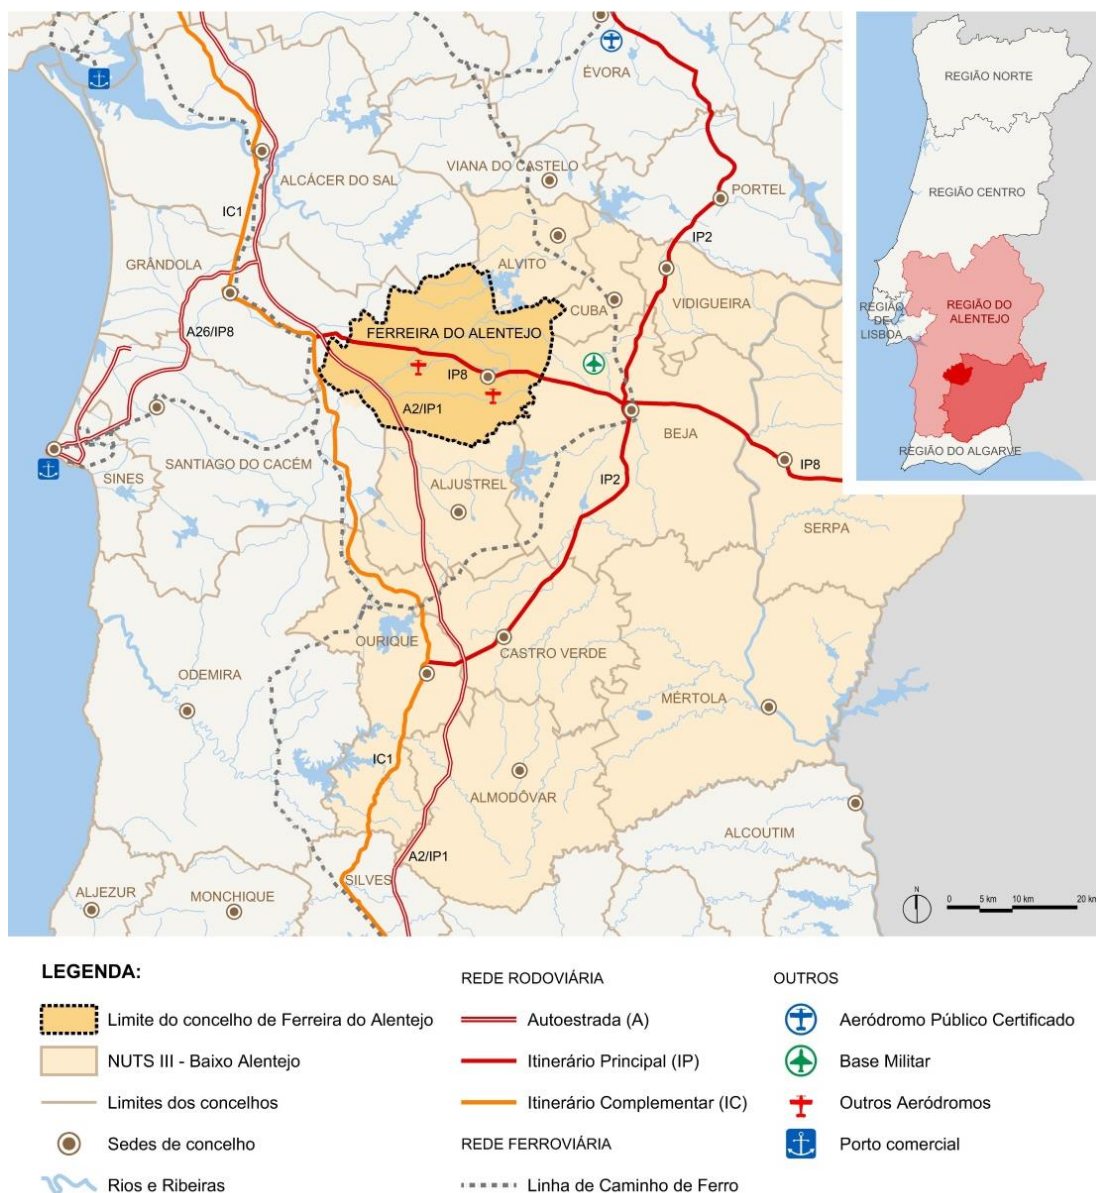 ÉVORA
VIANA DO CASTELO
ALCÁCER DO SAL
PORTEL
IC1
IP2
GRÂNDOLA
ALVITO
VIDIGUEIRA
CUBA
A26/IP8
FERREIRA DO ALENTEJO
IP8
A2/IP1
BEJA
SANTIAGO DO CACÉM
SINES
IP8
ALJUSTREL
IP2
SERPA
OURIQUE
CASTRO VERDE
ODEMIRA
MÉRTOLA
IC1
ALMODÔVAR
ALCOUTIM
A2/IP1
SILVES
ALJEZUR
MONCHIQUE
N
0 5 km 10 km 20 km
REGIÃO NORTE
REGIÃO CENTRO
REGIÃO DO
ALENTEJO
REGIÃO
DE
LISBOA
REGIÃO DO ALGARVE
LEGENDA:
Limite do concelho de Ferreira do Alentejo
NUTS III - Baixo Alentejo
Limites dos concelhos
Sedes de concelho
Rios e Ribeiras
REDE RODOVIÁRIA
Autoestrada (A)
Itinerário Principal (IP)
Itinerário Complementar (IC)
REDE FERROVIÁRIA
Linha de Caminho de Ferro
OUTROS
Aeródromo Público Certificado
Base Militar
Outros Aeródromos
Porto comercial